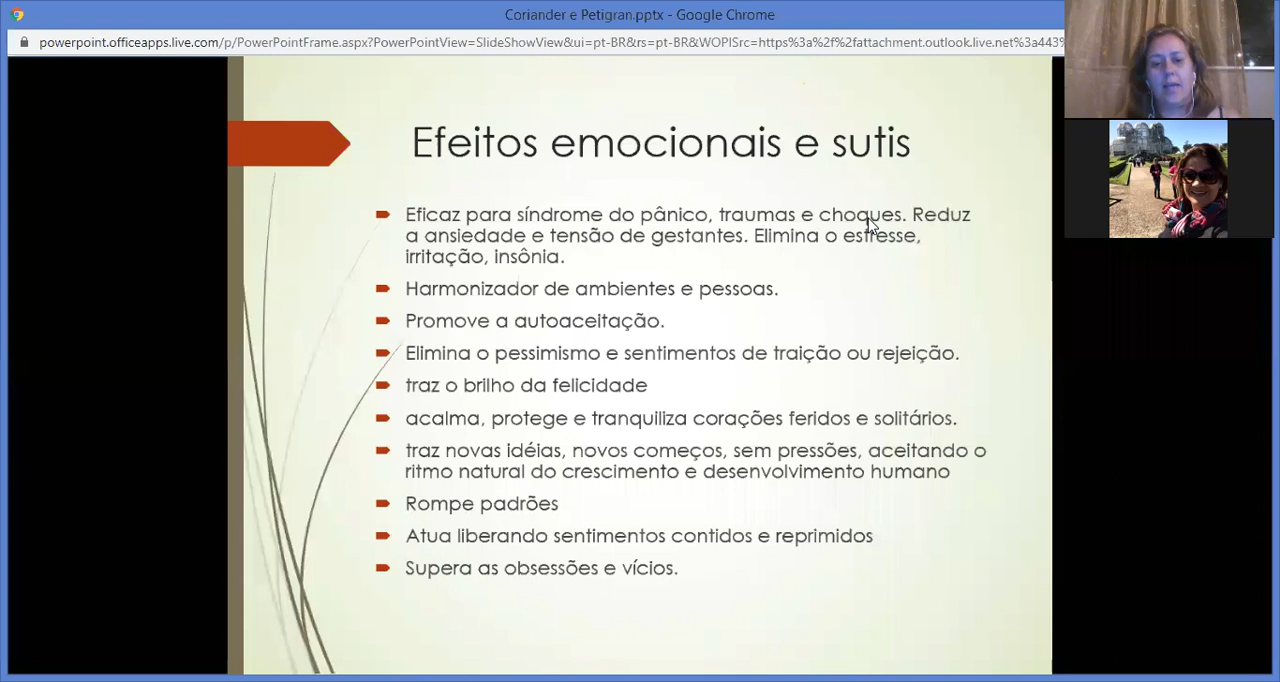 Coriander e Petigran.pptx - Google Chrome
powerpoint.officeapps.live.com/p/PowerPointFrame.aspx?PowerPointView=SlideShowView&ui=pt-BR&rs=pt-BR&WOPISrc=https%3a%2f%2fattachment.outlook.live.net%3a443%
Efeitos emocionais e sutis
Eficaz para síndrome do pânico, traumas e choques. Reduz
a ansiedade e tensão de gestantes. Elimina o estresse,
irritação, insônia.
Harmonizador de ambientes e pessoas.
Promove a autoaceitação.
Elimina o pessimismo e sentimentos de traição ou rejeição.
traz o brilho da felicidade
acalma, protege e tranquiliza corações feridos e solitários.
traz novas idéias, novos começos, sem pressões, aceitando o
ritmo natural do crescimento e desenvolvimento humano
Rompe padrões
Atua liberando sentimentos contidos e reprimidos
Supera as obsessões e vícios.